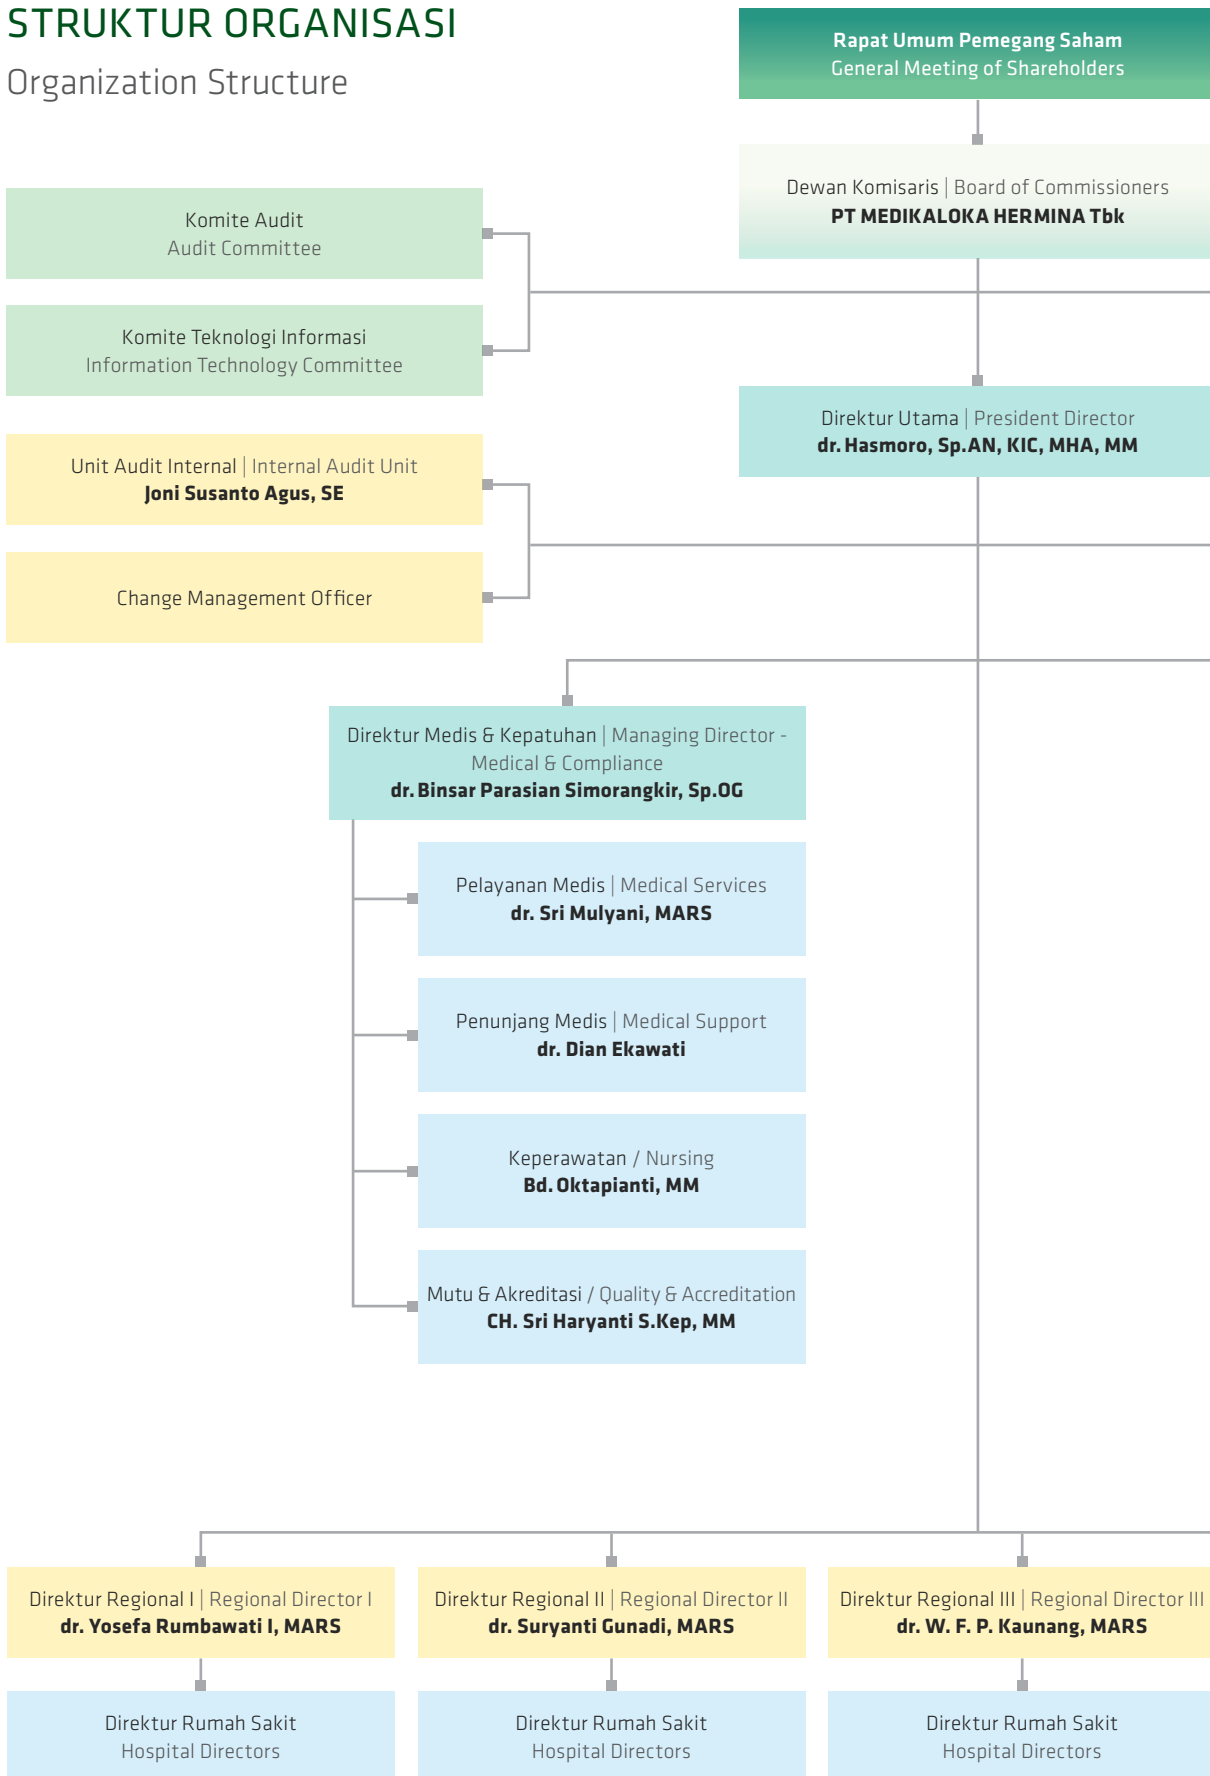 STRUKTUR ORGANISASI
Organization Structure
Rapat Umum Pemegang Saham
General Meeting of Shareholders
Dewan Komisaris | Board of Commissioners
PT MEDIKALOKA HERMINA Tbk
Komite Audit
Audit Committee
Komite Teknologi Informasi
Information Technology Committee
Direktur Utama | President Director
dr. Hasmoro, Sp.AN, KIC, MHA, MM
Unit Audit Internal | Internal Audit Unit
Joni Susanto Agus, SE
Change Management Officer
Direktur Medis & Kepatuhan | Managing Director -
Medical & Compliance
dr. Binsar Parasian Simorangkir, Sp.OG
Pelayanan Medis | Medical Services
dr. Sri Mulyani, MARS
Penunjang Medis | Medical Support
dr. Dian Ekawati
Keperawatan / Nursing
Bd. Oktapianti, MM
Mutu & Akreditasi / Quality & Accreditation
CH. Sri Haryanti S.Kep, MM
Direktur Regional I | Regional Director I
dr. Yosefa Rumbawati I, MARS
Direktur Regional II | Regional Director II
dr. Suryanti Gunadi, MARS
Direktur Regional III | Regional Director III
dr. W. F. P. Kaunang, MARS
Direktur Rumah Sakit
Hospital Directors
Direktur Rumah Sakit
Hospital Directors
Direktur Rumah Sakit
Hospital Directors